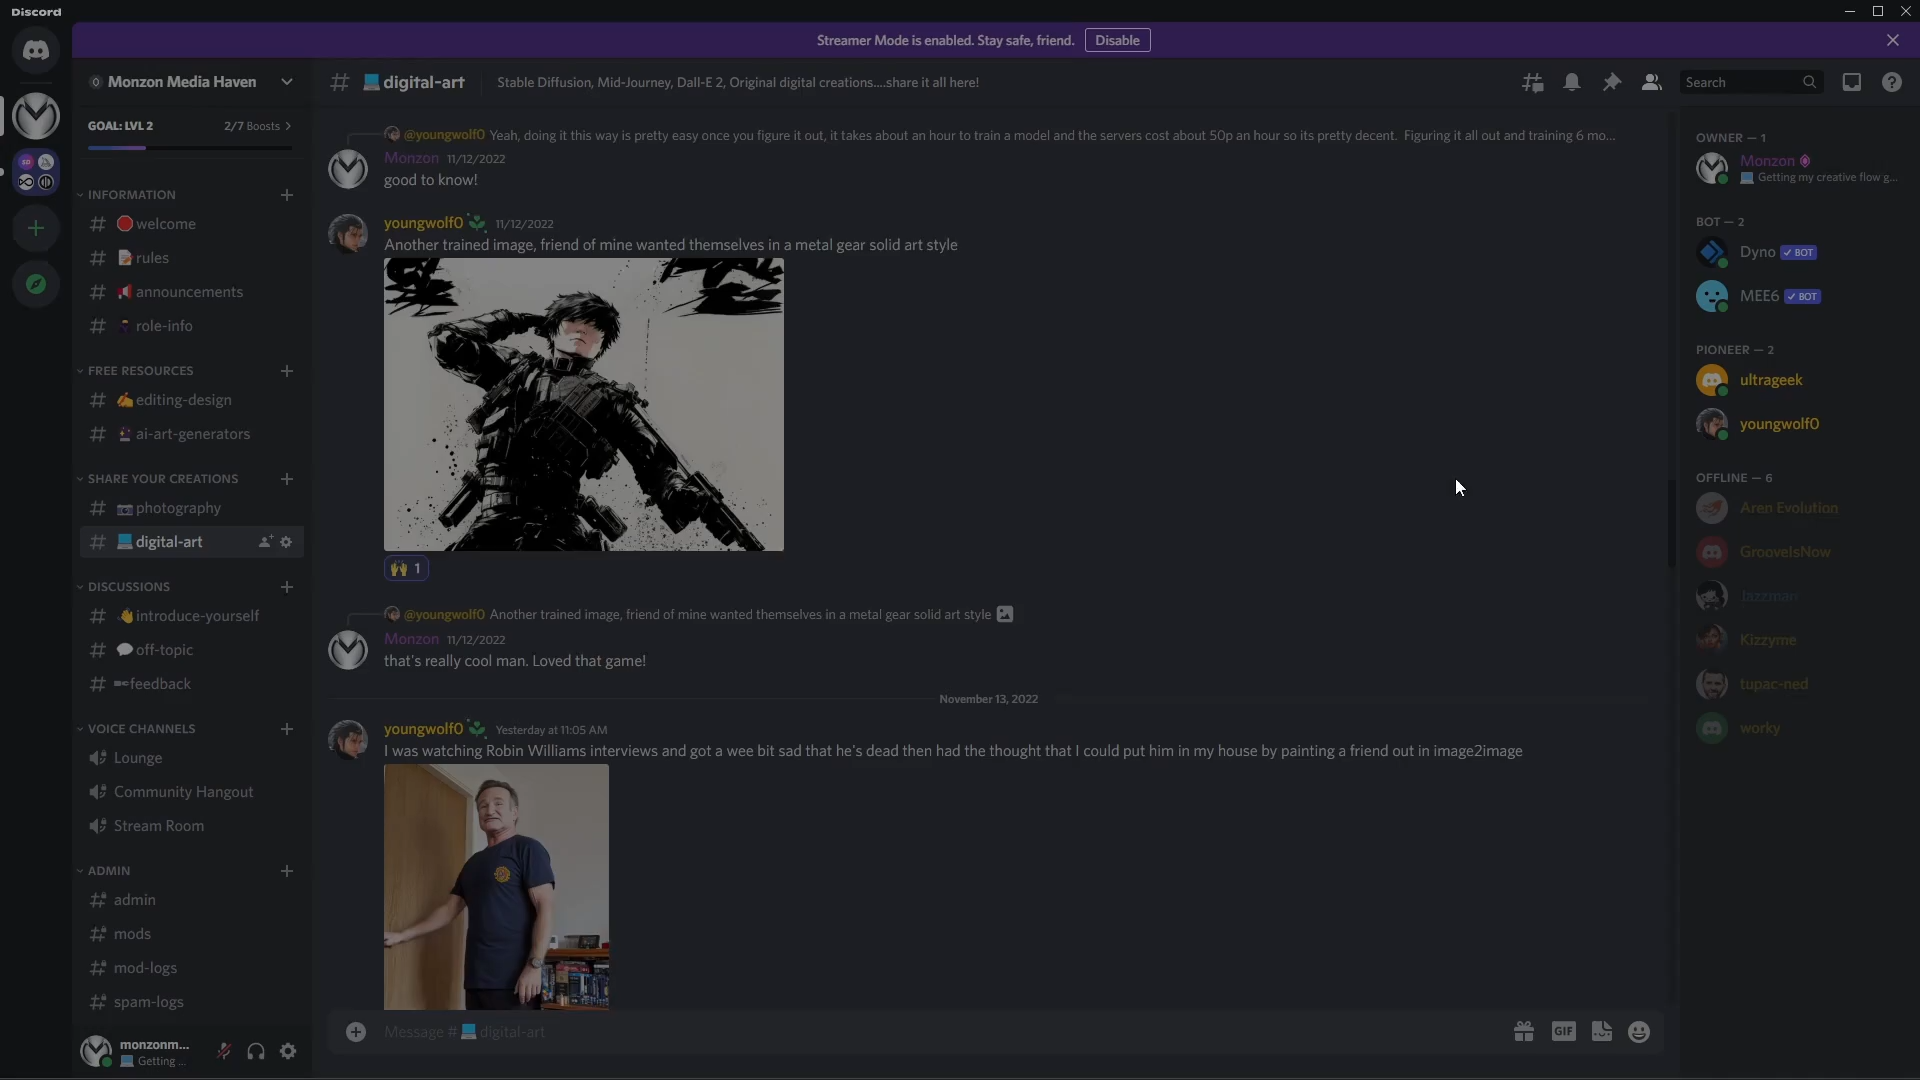 Discord
Streamer Mode is enabled. Stay safe, friend. Disable
Monzon Media Haven
GOAL: LVL 2 2/7 Boosts
INFORMATION
welcome
rules
announcements
role-info
FREE RESOURCES
editing-design
ai-art-generators
SHARE YOUR CREATIONS
photography
digital-art
DISCUSSIONS
introduce-yourself
off-topic
feedback
VOICE CHANNELS
Lounge
Community Hangout
Stream Room
ADMIN
admin
mods
mod-logs
spam-logs
monzonm...
Getting ...
# digital-art Stable Diffusion, Mid-Journey, Dall-E 2, Original digital creations....share it all here!
Search
@youngwolf0 Yeah, doing it this way is pretty easy once you figure it out, it takes about an hour to train a model and the servers cost about 50p an hour so its pretty decent. Figuring it all out and training 6 mo...
Monzon 11/12/2022
good to know!
youngwolf0 11/12/2022
Another trained image, friend of mine wanted themselves in a metal gear solid art style
1
@youngwolf0 Another trained image, friend of mine wanted themselves in a metal gear solid art style
Monzon 11/12/2022
that's really cool man. Loved that game!
November 13, 2022
youngwolf0 Yesterday at 11:05 AM
I was watching Robin Williams interviews and got a wee bit sad that he's dead then had the thought that I could put him in my house by painting a friend out in image2image
Message # digital-art
GIF
OWNER — 1
Monzon
Getting my creative flow g...
BOT — 2
Dyno BOT
MEE6 BOT
PIONEER — 2
ultrageek
youngwolf0
OFFLINE — 6
Aren Evolution
GrooveIsNow
Jazzman
Kizzyme
tupac-ned
worky